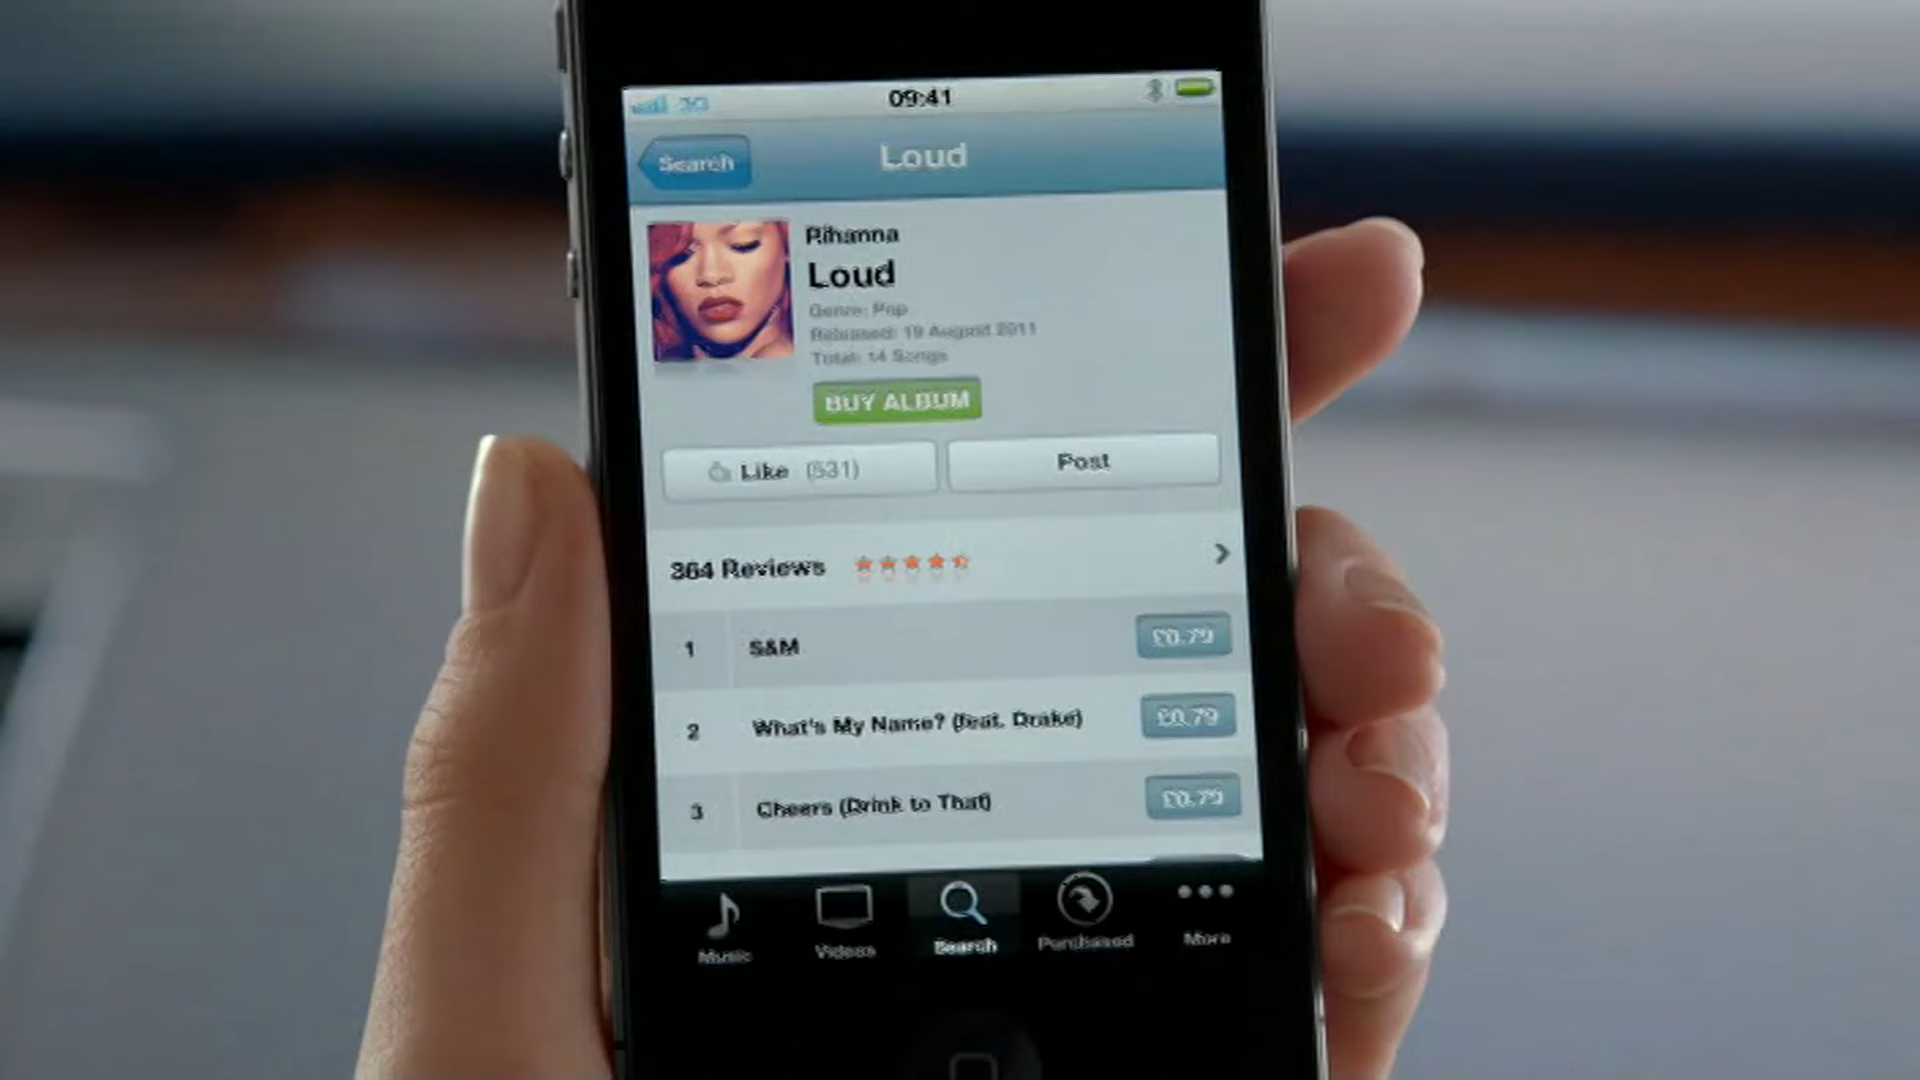 3G 09:41
Search Loud
Rihanna
Loud
Genre: Pop
Released: 19 August 2011
Total: 14 Songs
BUY ALBUM
Like (531) Post
364 Reviews
1 S&M £0.79
2 What's My Name? (feat. Drake) £0.79
3 Cheers (Drink to That) £0.79
Music Videos Search Purchased More